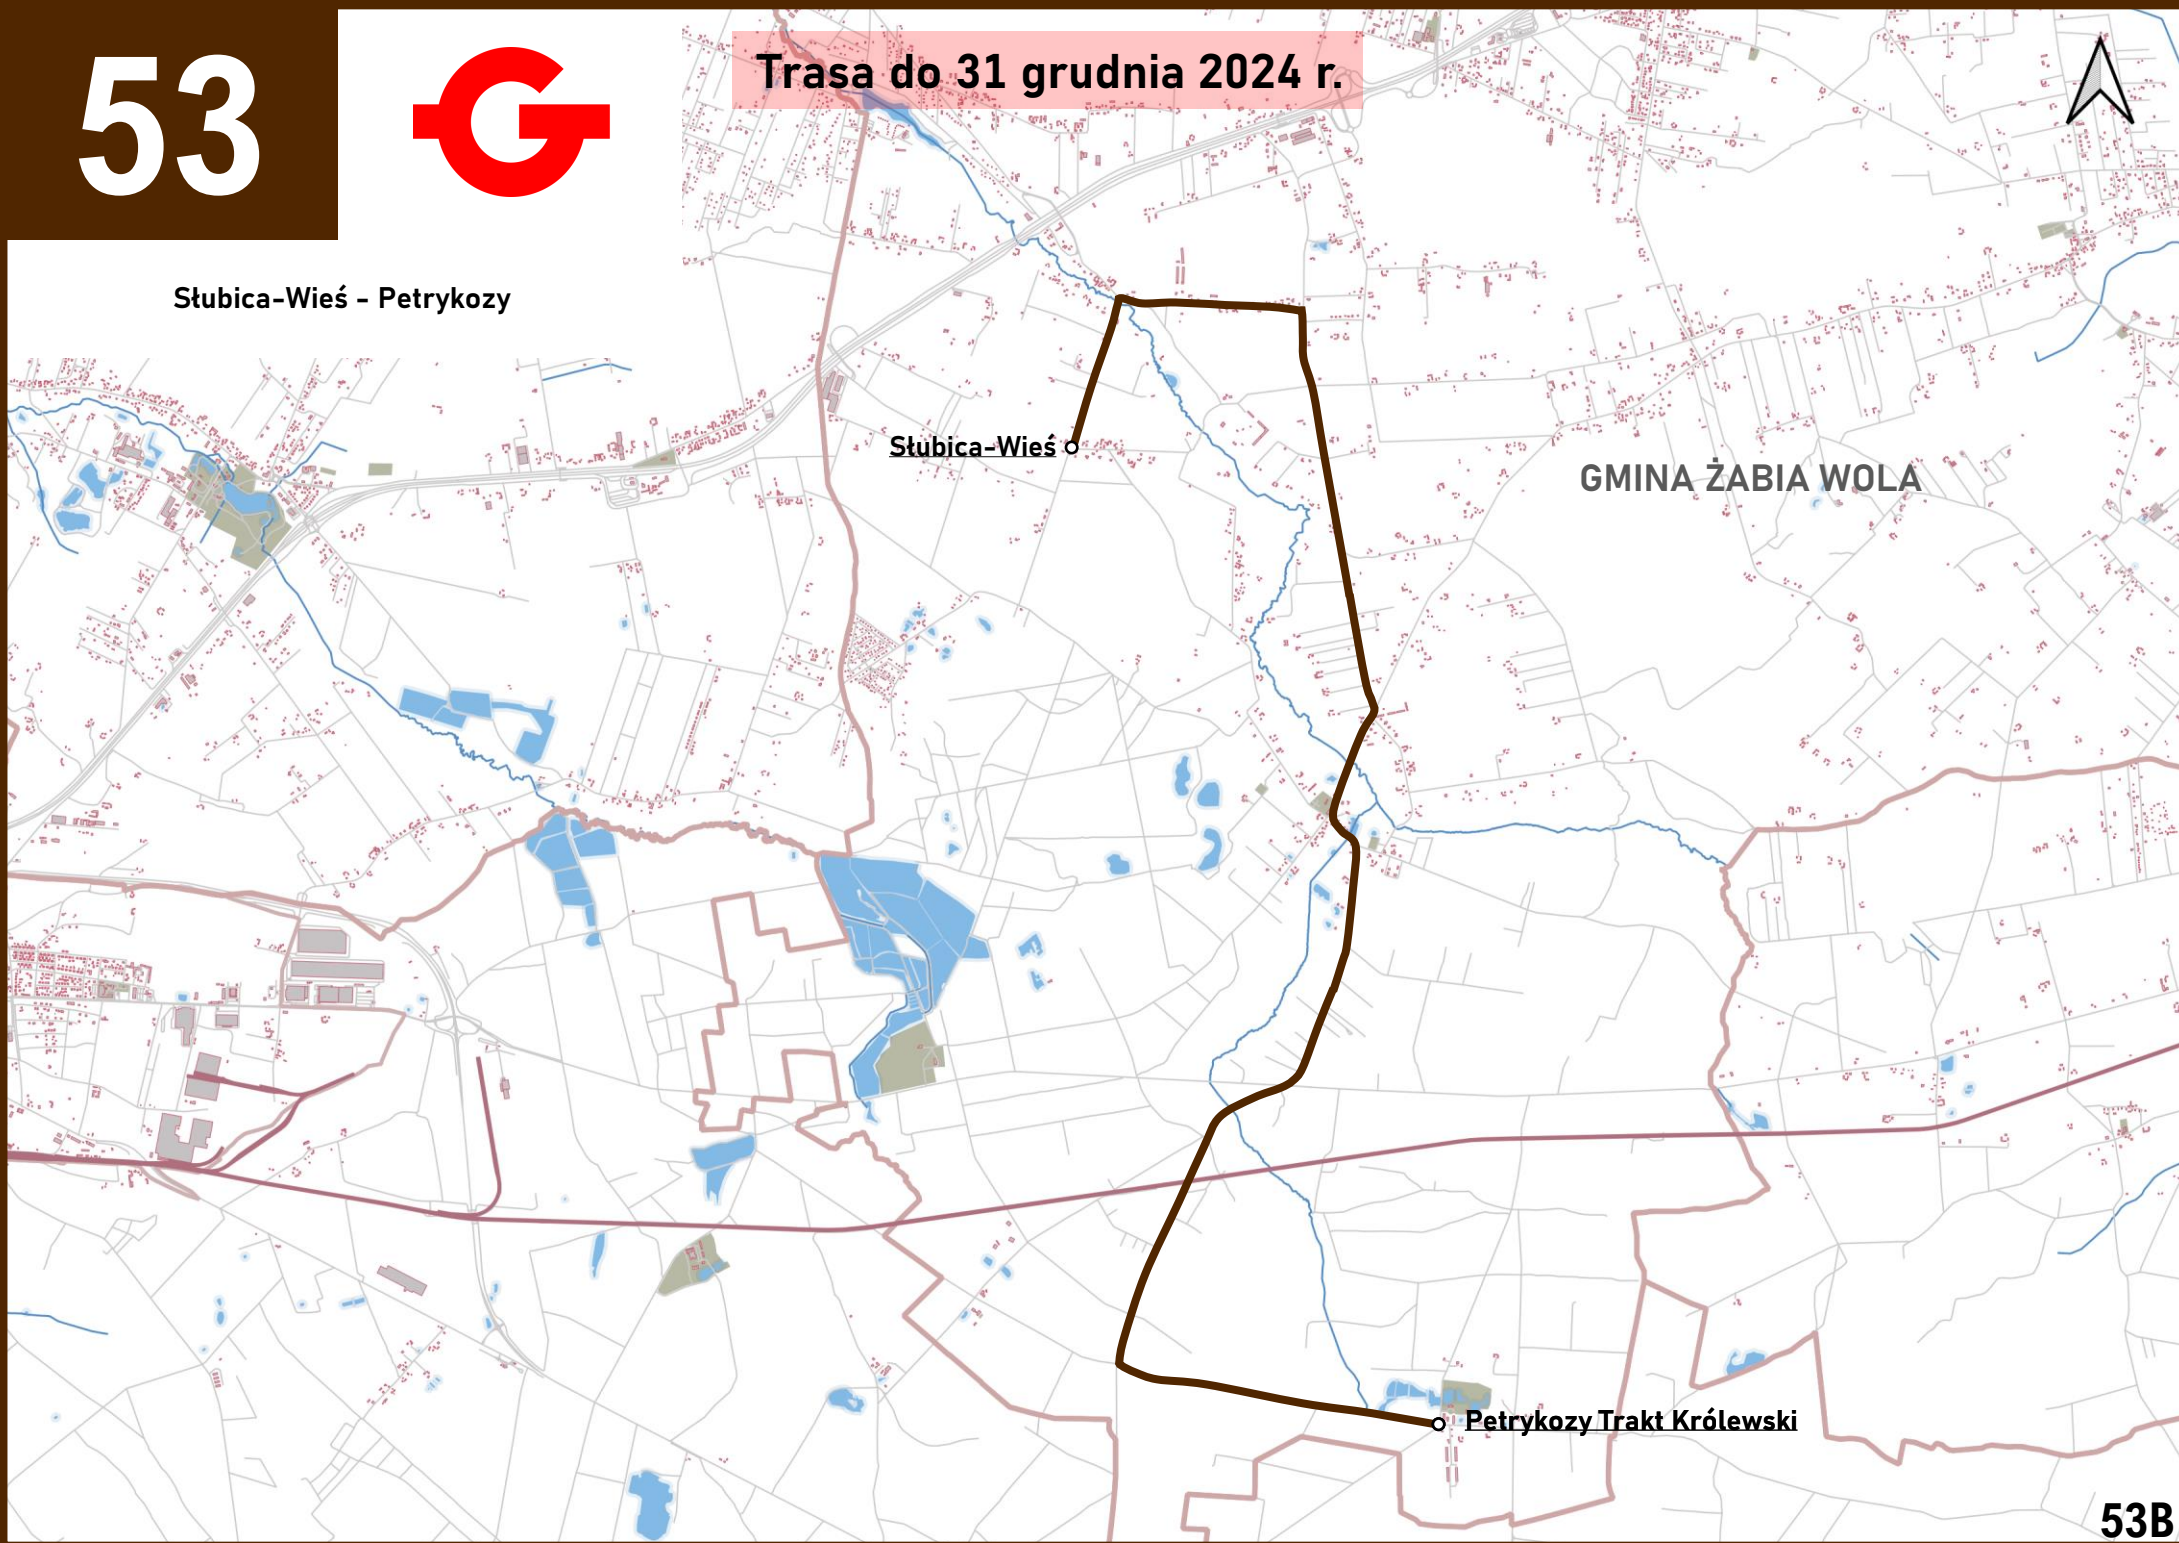 53
G
Trasa do 31 grudnia 2024 r.
Słubica-Wieś - Petrykozy
Słubica-Wieś
GMINA ŻABIA WOLA
Petrykozy Trakt Królewski
53B